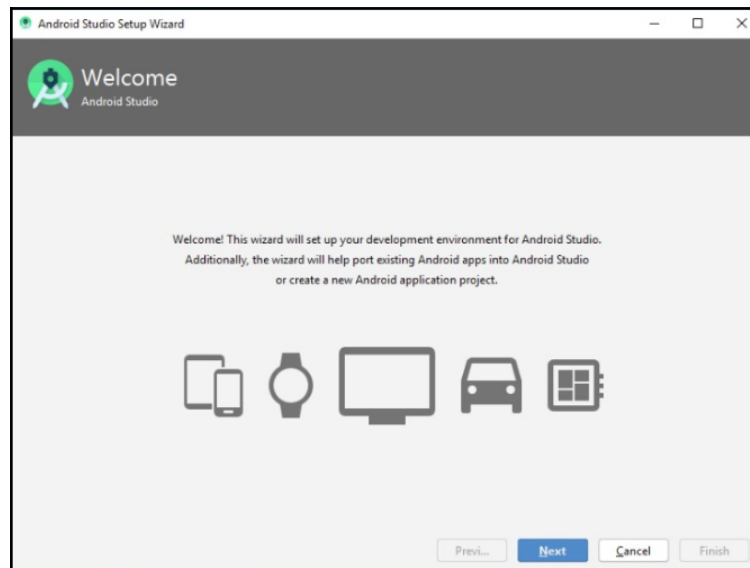 Android Studio Setup Wizard
Welcome
Android Studio
Welcome! This wizard will set up your development environment for Android Studio.
Additionally, the wizard will help port existing Android apps into Android Studio
or create a new Android application project.
Previ... Next Cancel Finish